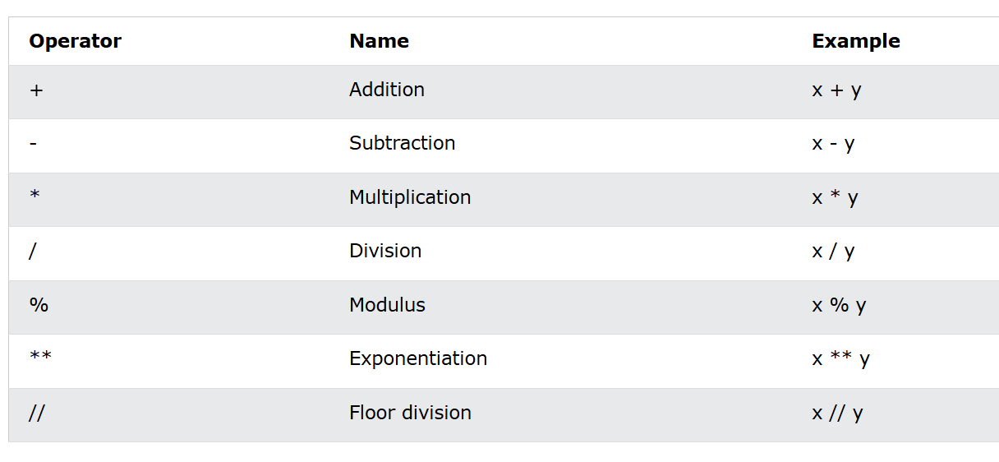 Operator Name Example
+ Addition x + y
- Subtraction x - y
* Multiplication x * y
/ Division x / y
% Modulus x % y
** Exponentiation x ** y
// Floor division x // y